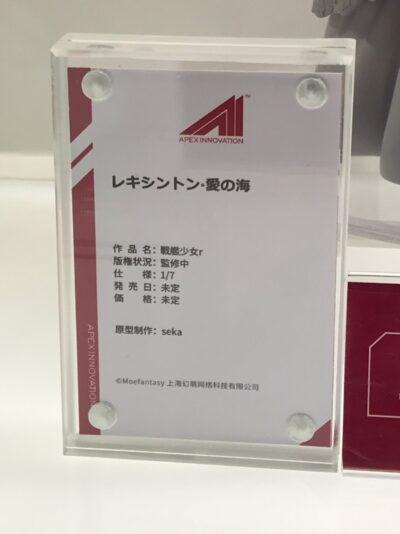 APEX INNOVATION
レキシントン·愛の海
作 品 名：戰艦少女r
版権状況：監修中
仕 様：1/7
発 売 日：未定
価 格：未定
原型制作：seka
©Moefantasy 上海幻萌网络科技有限公司
APEX INNOVATION